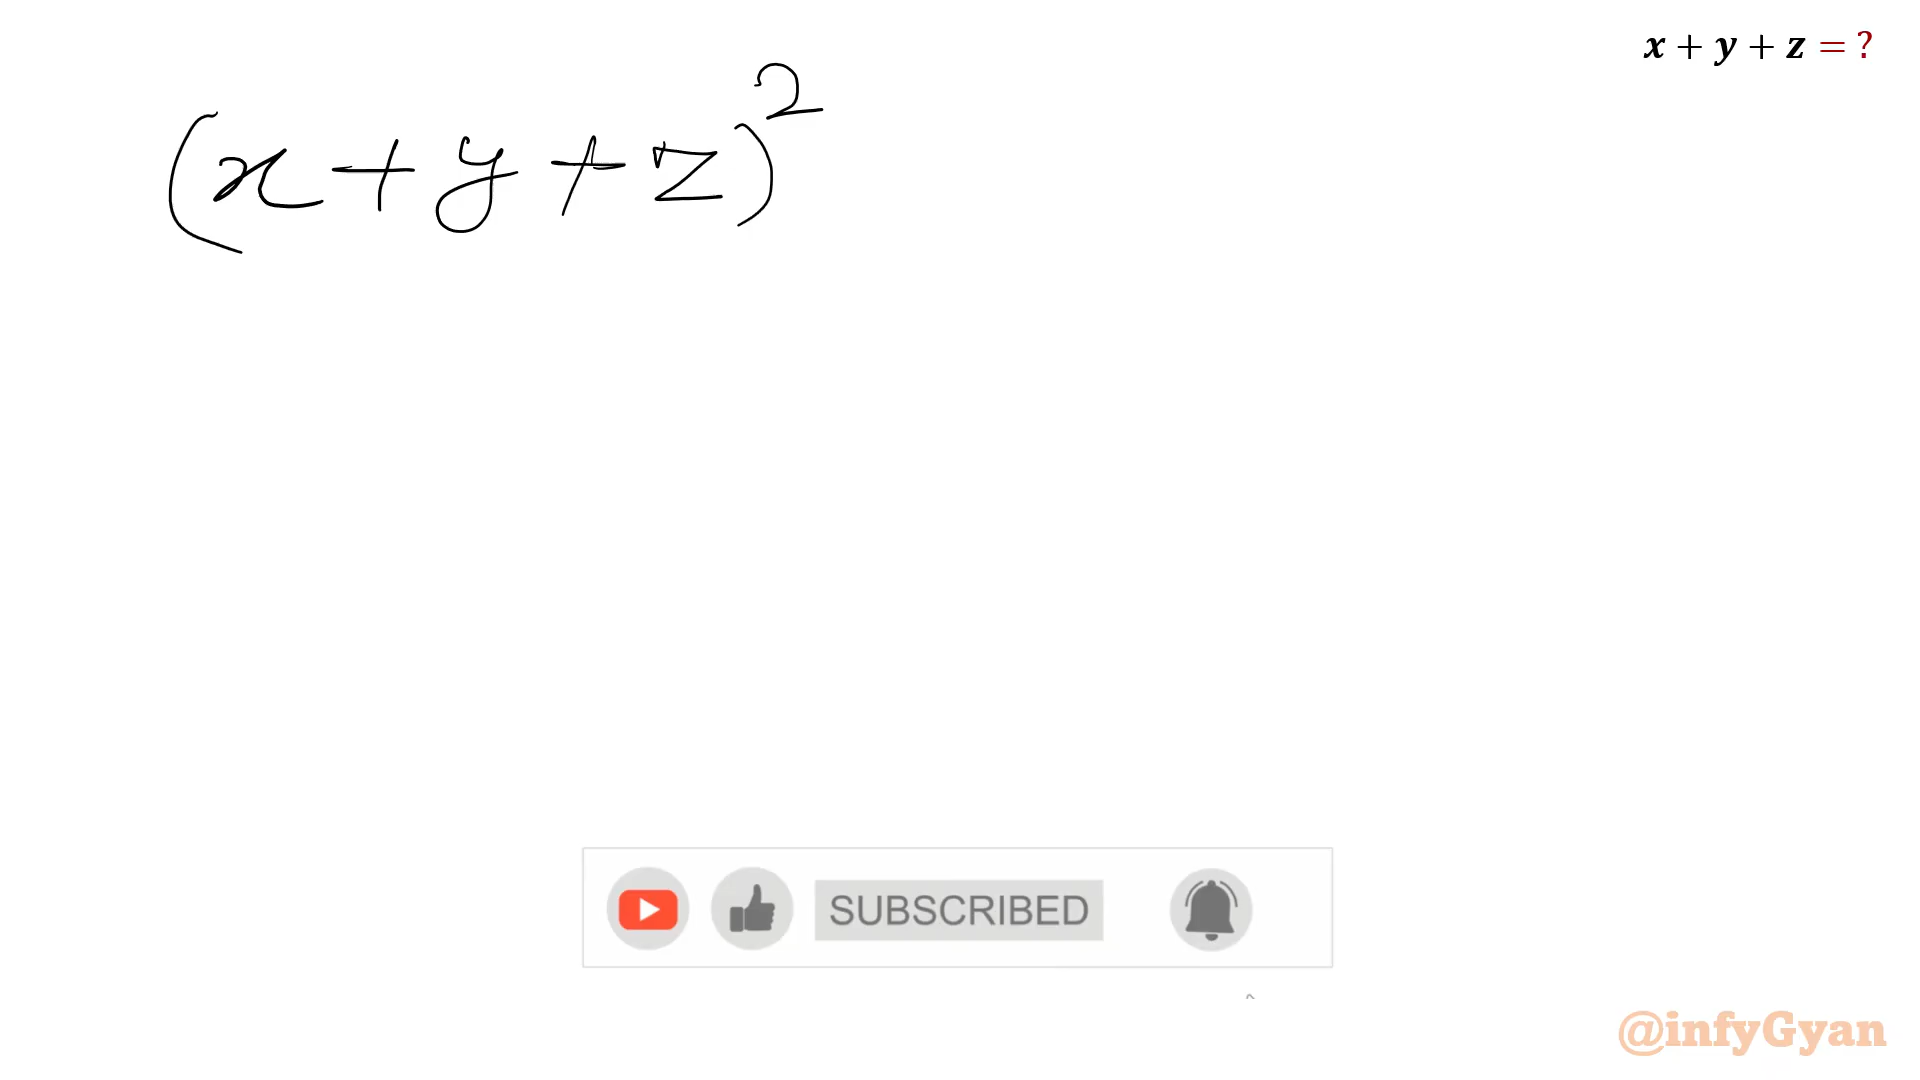 x + y + z = ?
(x + y + z)²
SUBSCRIBED
@infyGyan